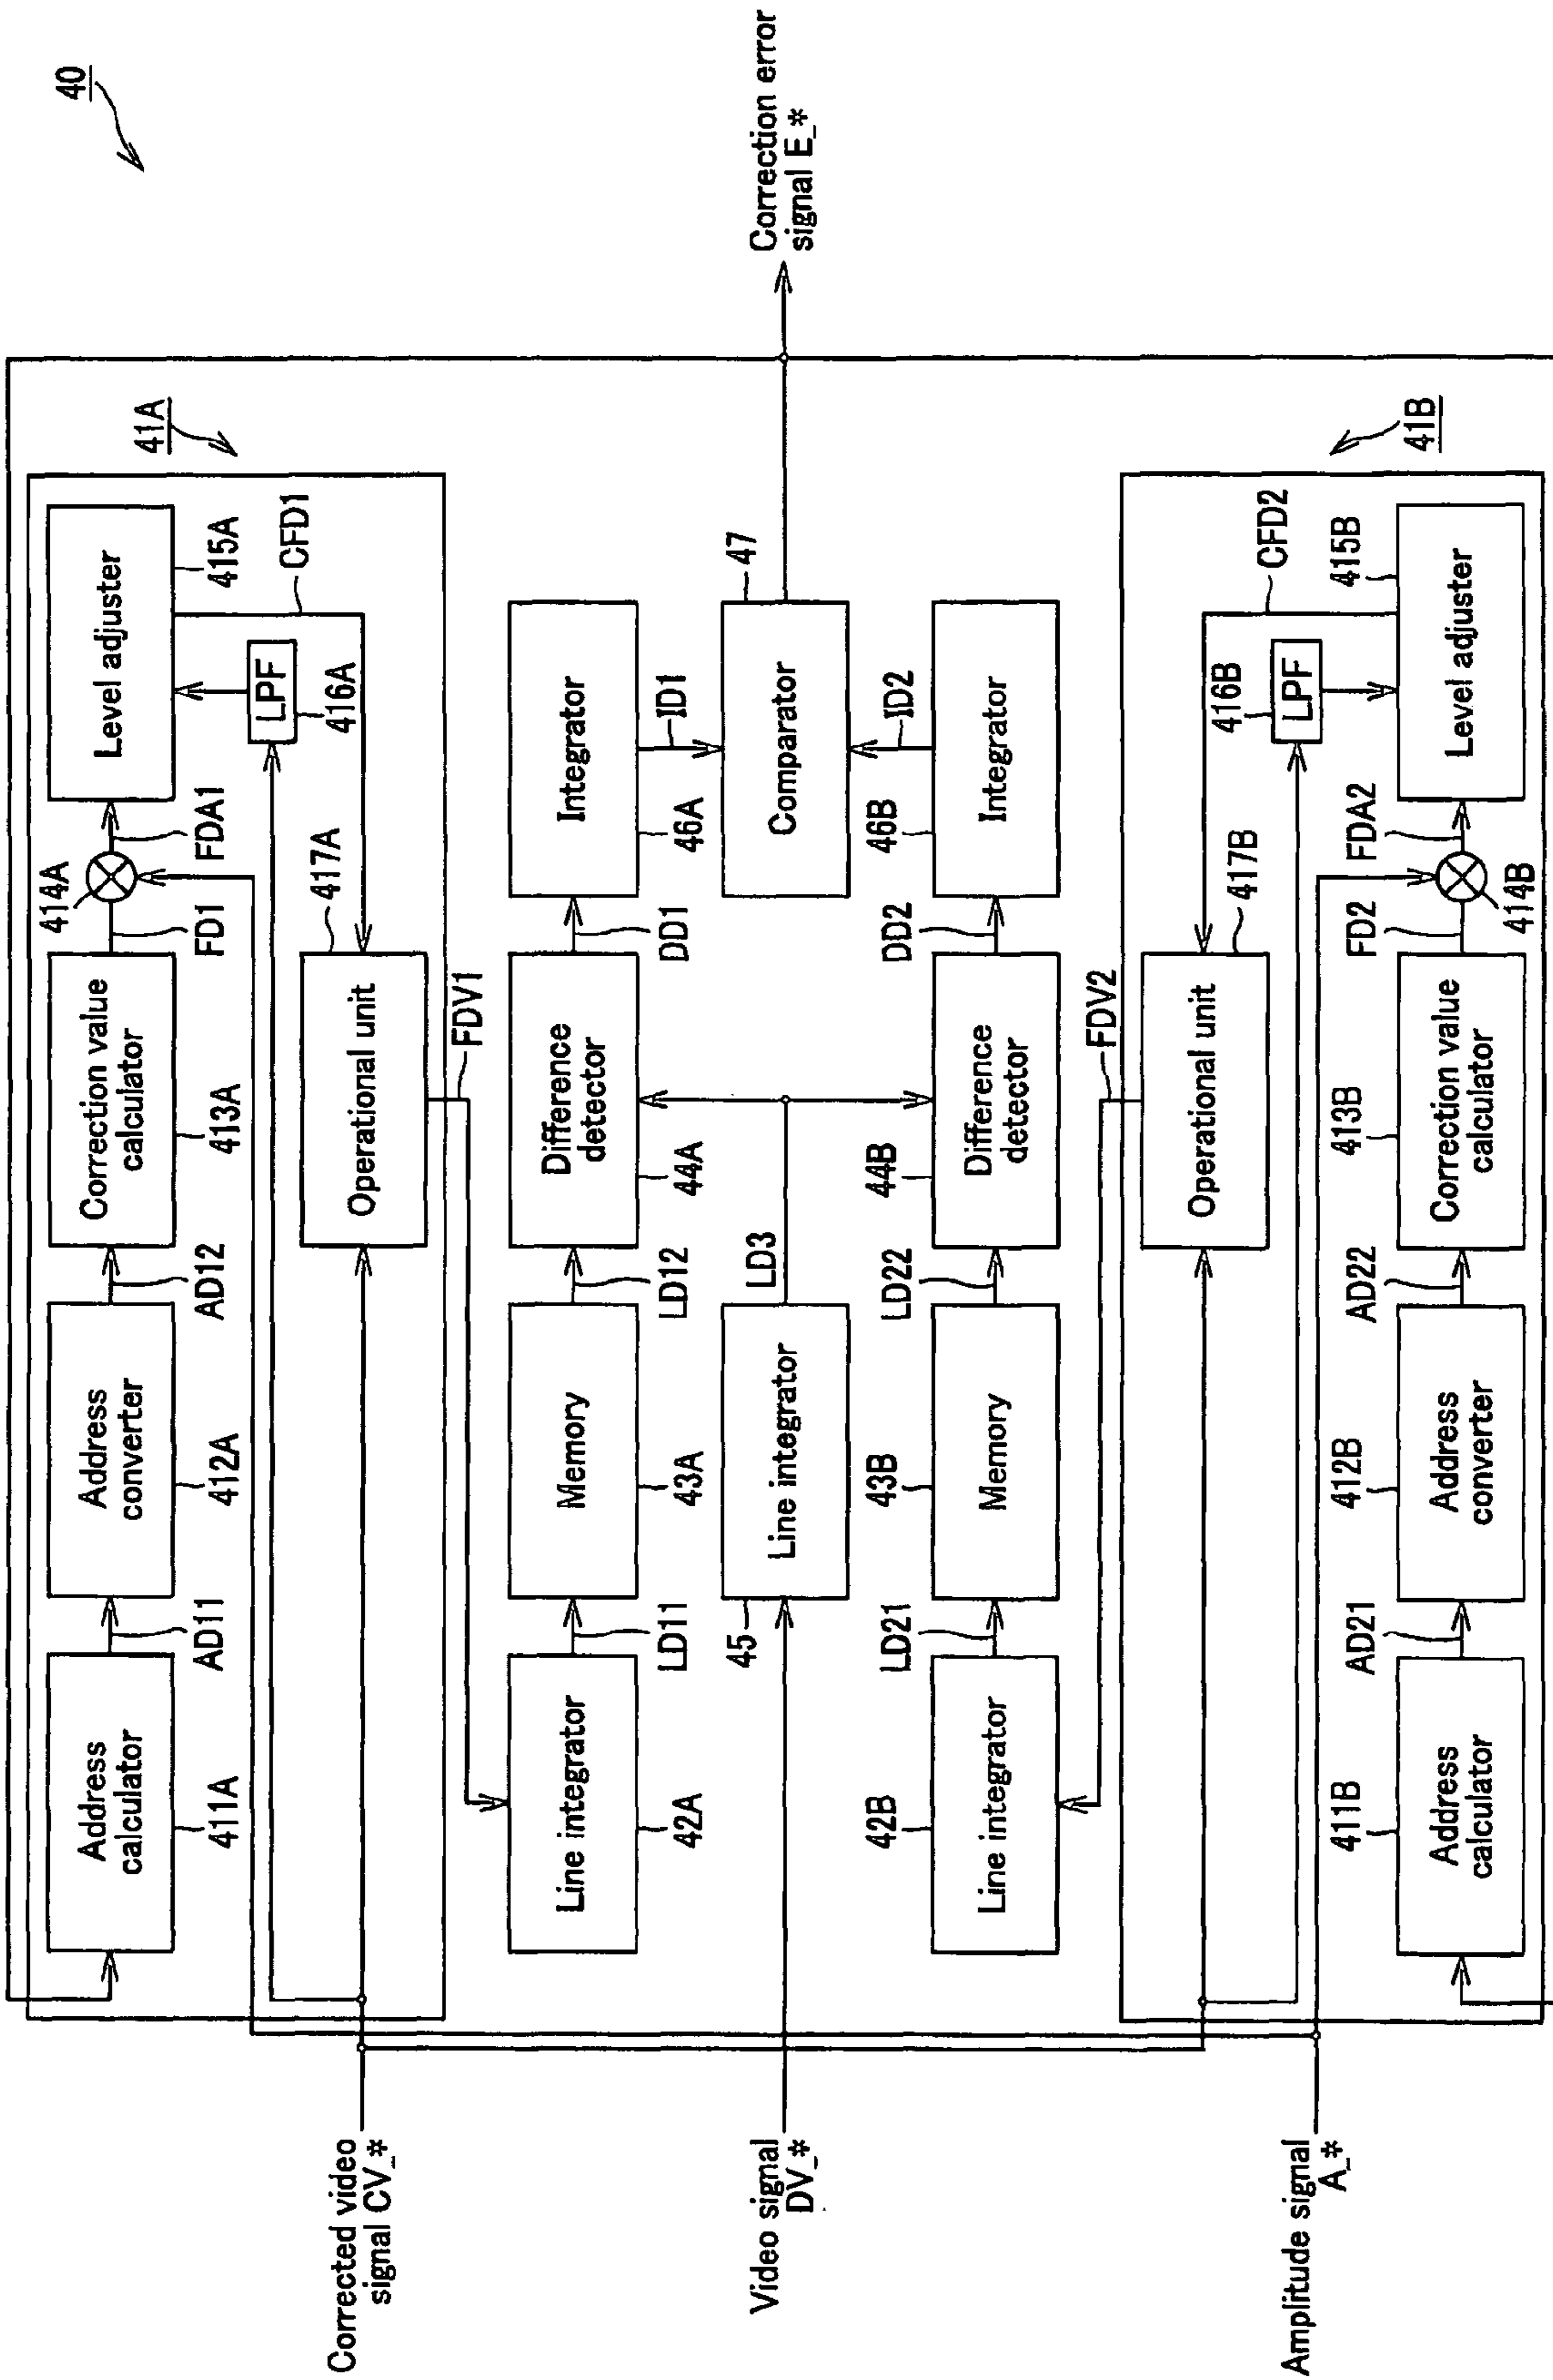 40
41A
Address
calculator
411A
AD11
Address
converter
412A
AD12
Correction value
calculator
413A
FD1
414A
FDA1
Level adjuster
415A
LPF
416A
CFD1
Operational unit
417A
FDV1
Corrected video
signal CV_*
Line integrator
42A
LD11
Memory
43A
LD12
Difference
detector
44A
DD1
Integrator
46A
ID1
Video signal
DV_*
45
Line integrator
LD3
Comparator
47
Correction error
signal E_*
42B
Line integrator
LD21
43B
Memory
LD22
44B
Difference
detector
DD2
46B
Integrator
ID2
FDV2
Operational unit
417B
416B
LPF
CFD2
41B
Amplitude signal
A_*
411B
Address
calculator
AD21
412B
Address
converter
AD22
413B
Correction value
calculator
FD2
414B
FDA2
Level adjuster
415B